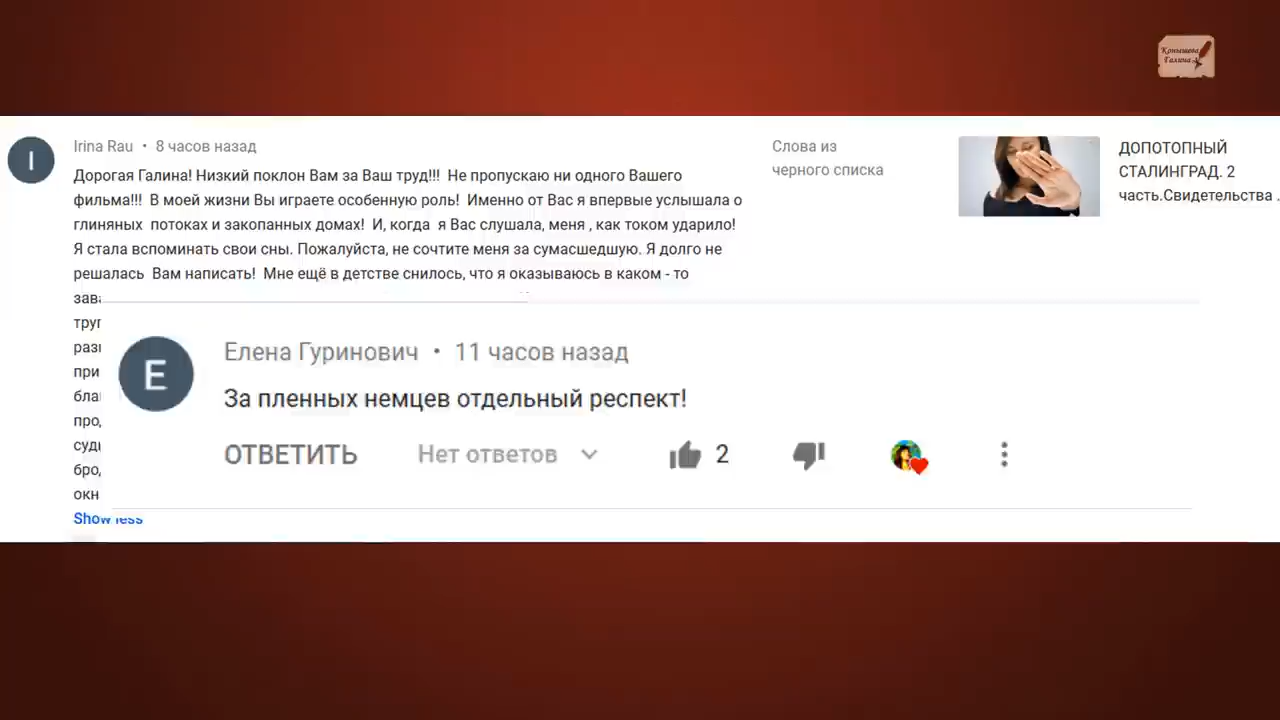 Конышева
Галина
Irina Rau • 8 часов назад
Дорогая Галина! Низкий поклон Вам за Ваш труд!!! Не пропускаю ни одного Вашего
фильма!!! В моей жизни Вы играете особенную роль! Именно от Вас я впервые услышала о
глиняных потоках и закопанных домах! И, когда я Вас слушала, меня , как током ударило!
Я стала вспоминать свои сны. Пожалуйста, не сочтите меня за сумасшедшую. Я долго не
решалась Вам написать! Мне ещё в детстве снилось, что я оказываюсь в каком - то
Слова из
черного списка
ДОПОТОПНЫЙ
СТАЛИНГРАД. 2
часть.Свидетельства .
I
Е
Елена Гуринович • 11 часов назад
За пленных немцев отдельный респект!
ОТВЕТИТЬ Нет ответов 2
Show less